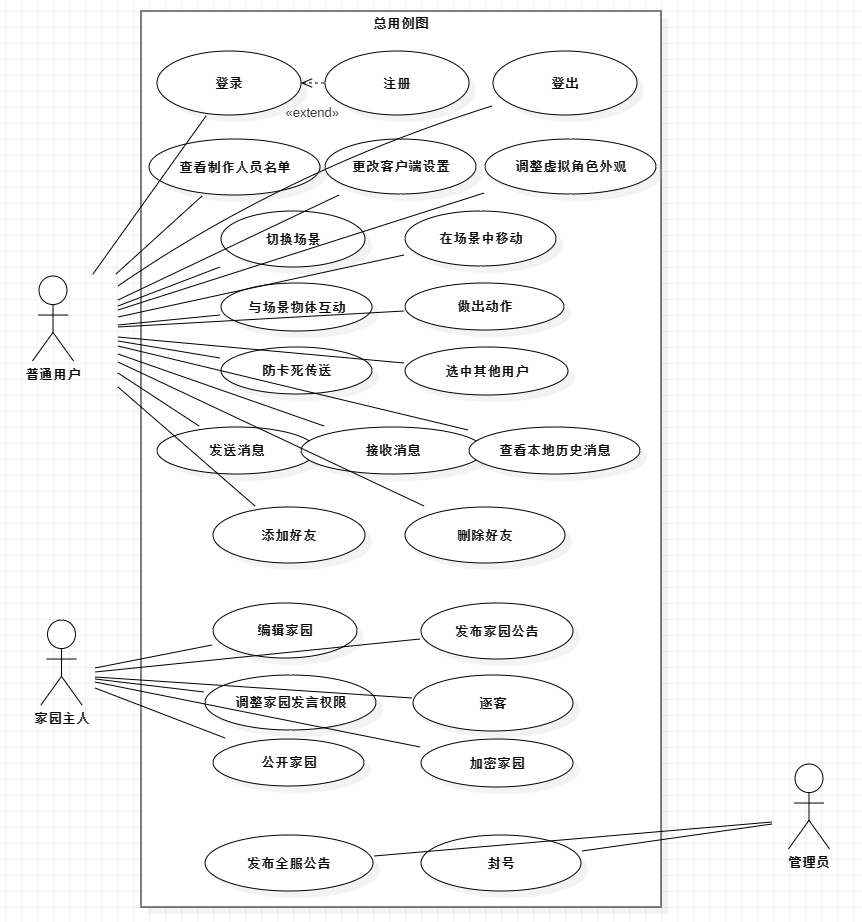 总用例图
登录
注册
登出
«extend»
查看制作人员名单
更改客户端设置
调整虚拟角色外观
切换场景
在场景中移动
与场景物体互动
做出动作
防卡死传送
选中其他用户
普通用户
发送消息
接收消息
查看本地历史消息
添加好友
删除好友
编辑家园
发布家园公告
调整家园发言权限
逐客
家园主人
公开家园
加密家园
发布全服公告
封号
管理员